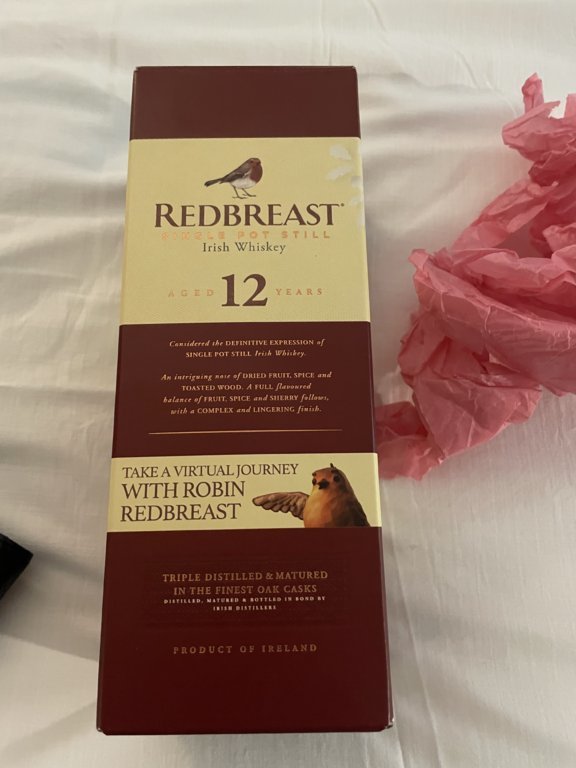 REDBREAST®
SINGLE POT STILL
Irish Whiskey
AGED 12 YEARS
Considered the DEFINITIVE EXPRESSION of
SINGLE POT STILL Irish Whiskey.
An intriguing nose of DRIED FRUIT, SPICE and
TOASTED WOOD. A FULL flavoured
balance of FRUIT, SPICE and SHERRY follows,
with a COMPLEX and LINGERING finish.
TAKE A VIRTUAL JOURNEY
WITH ROBIN
REDBREAST
TRIPLE DISTILLED & MATURED
IN THE FINEST OAK CASKS
DISTILLED, MATURED & BOTTLED IN BOND BY
IRISH DISTILLERS
PRODUCT OF IRELAND